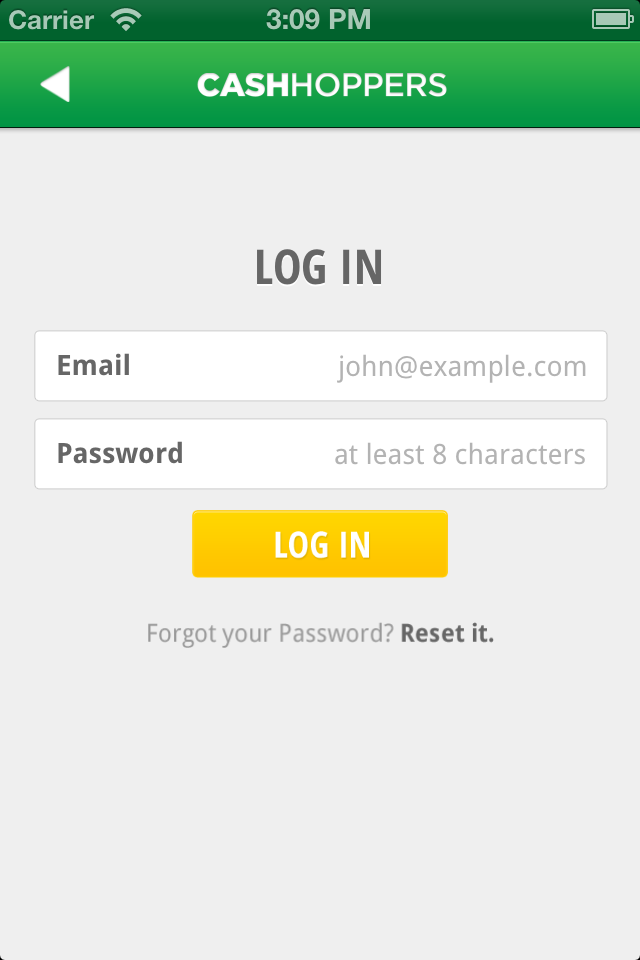 Carrier 3:09 PM
CASHHOPPERS
LOG IN
Email john@example.com
Password at least 8 characters
LOG IN
Forgot your Password? Reset it.